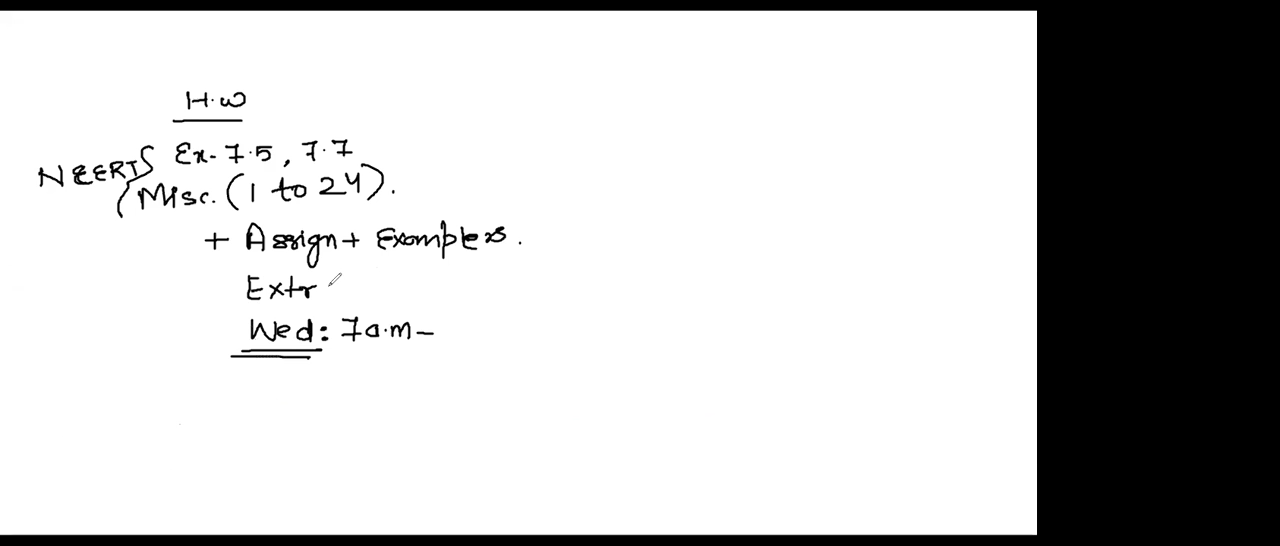 H.W
NCERT { Ex- 7.5, 7.7
Misc. (1 to 24).
+ Assign + Examples.
Extr
Wed: 7a.m-